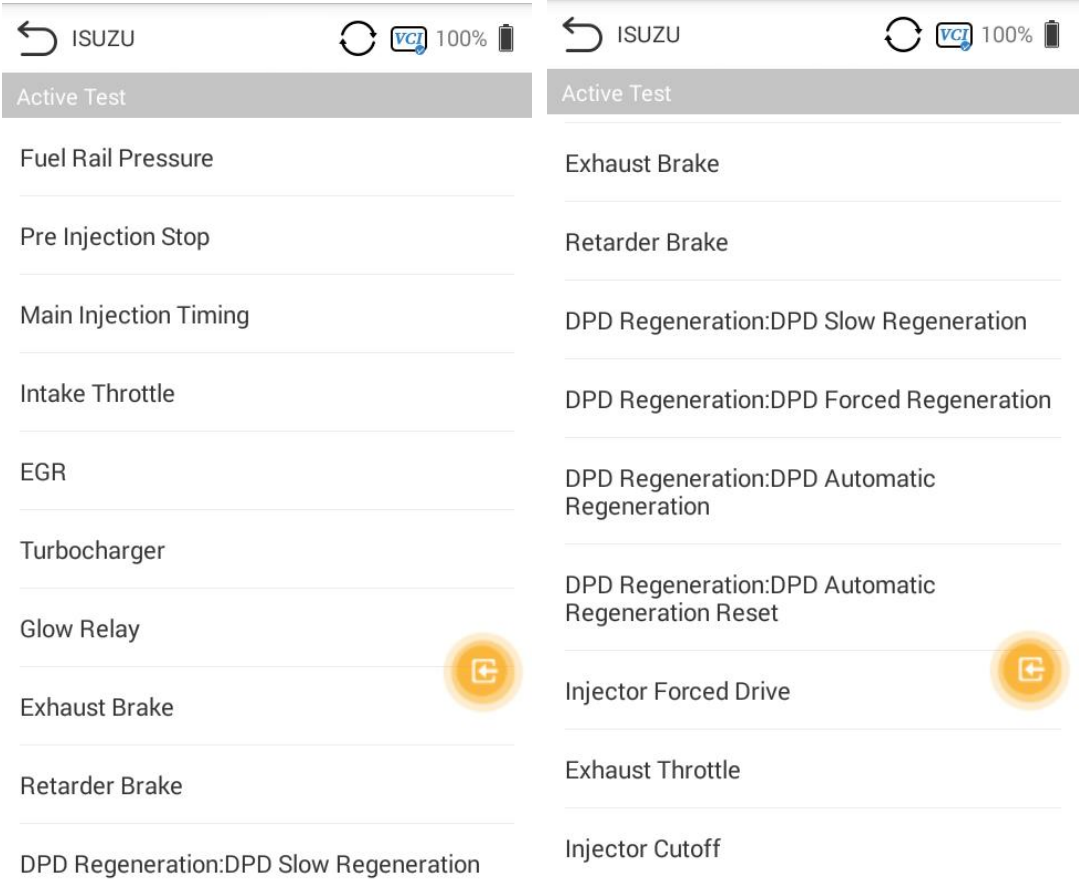 ISUZU
VCI 100%
Active Test
Fuel Rail Pressure
Pre Injection Stop
Main Injection Timing
Intake Throttle
EGR
Turbocharger
Glow Relay
Exhaust Brake
Retarder Brake
DPD Regeneration:DPD Slow Regeneration
ISUZU
VCI 100%
Active Test
Exhaust Brake
Retarder Brake
DPD Regeneration:DPD Slow Regeneration
DPD Regeneration:DPD Forced Regeneration
DPD Regeneration:DPD Automatic
Regeneration
DPD Regeneration:DPD Automatic
Regeneration Reset
Injector Forced Drive
Exhaust Throttle
Injector Cutoff